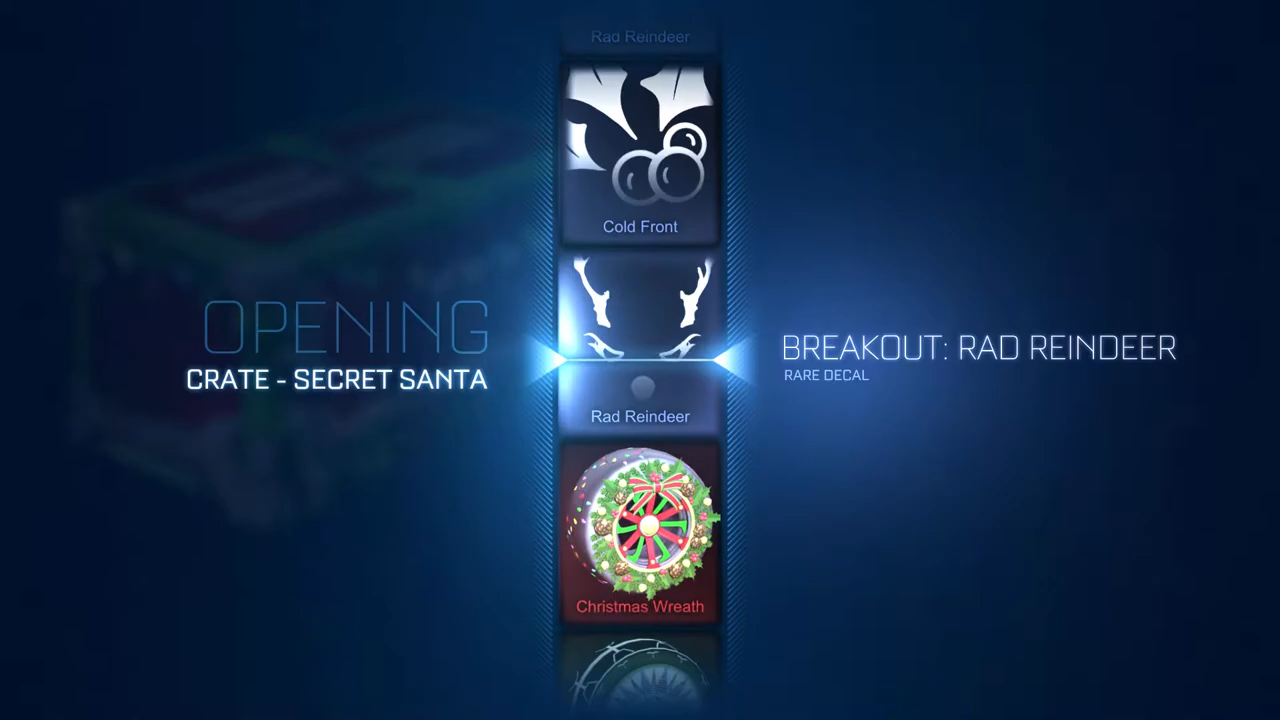 Rad Reindeer
Cold Front
OPENING
CRATE - SECRET SANTA
BREAKOUT: RAD REINDEER
RARE DECAL
Rad Reindeer
Christmas Wreath